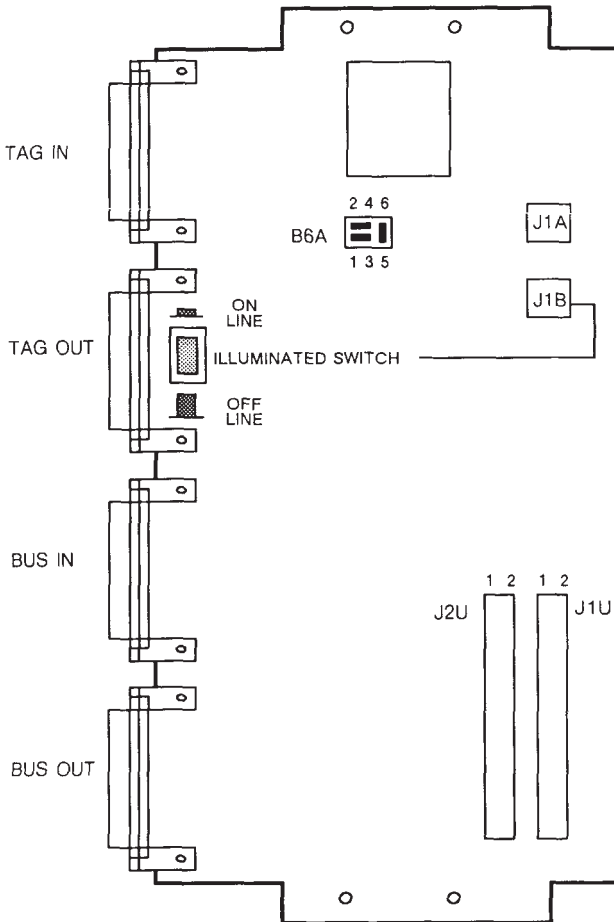 TAG IN
2 4 6
B6A
1 3 5
J1A
J1B
ON
LINE
TAG OUT
ILLUMINATED SWITCH
OFF
LINE
BUS IN
1 2 1 2
J2U
J1U
BUS OUT